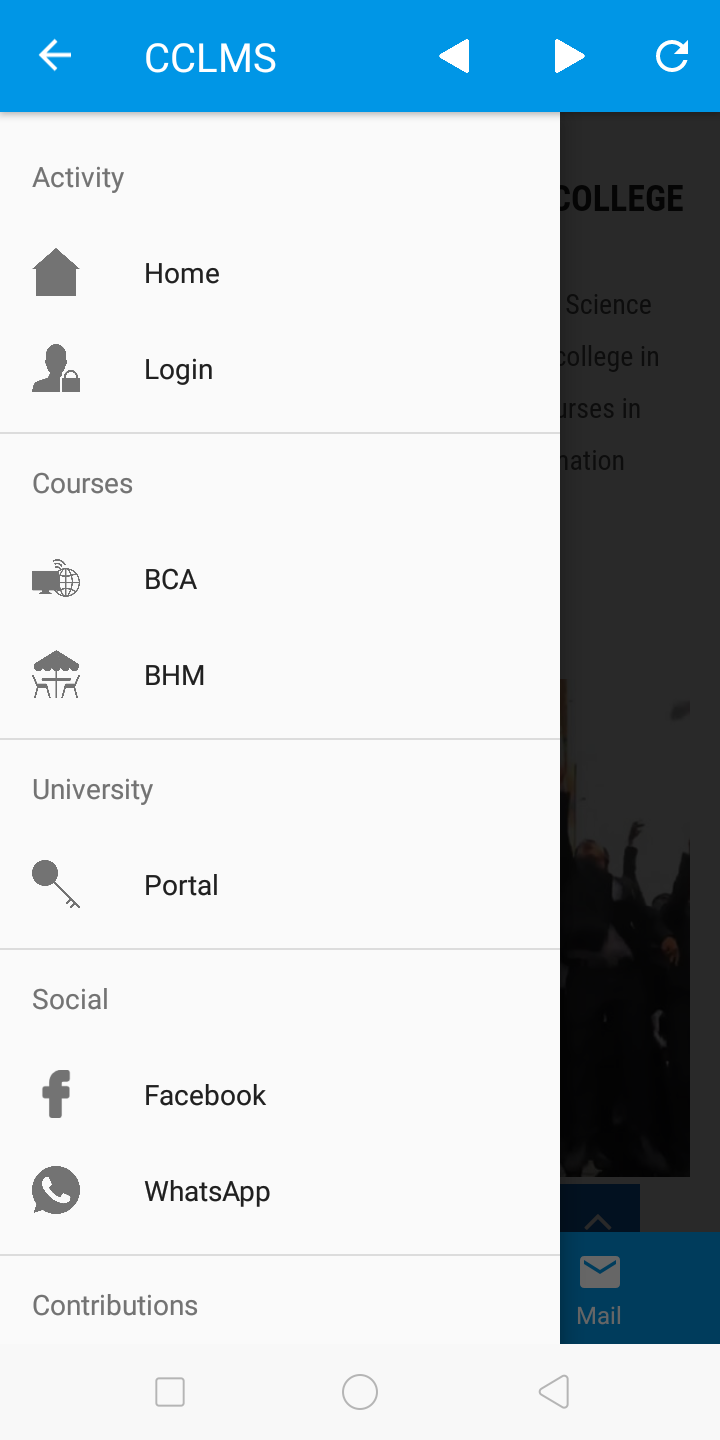 CCLMS
Activity
Home
Login
Courses
BCA
BHM
University
Portal
Social
Facebook
WhatsApp
Contributions
COLLEGE
Science
college in
urses in
nation
Mail